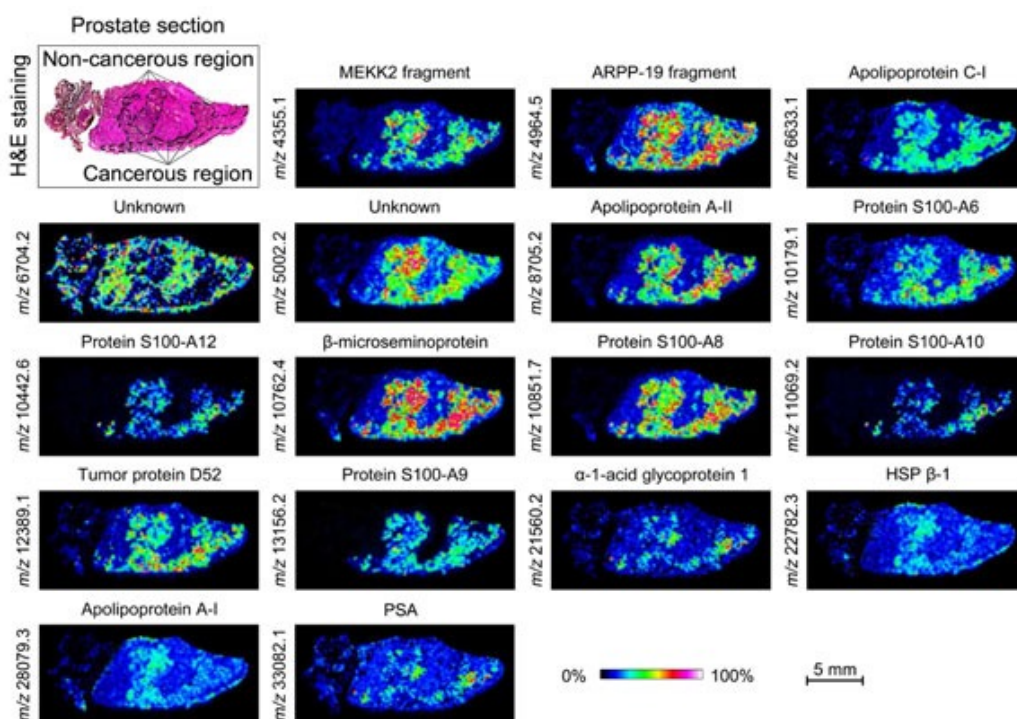 Prostate section
H&E staining
Non-cancerous region
Cancerous region
MEKK2 fragment
m/z 4355.1
ARPP-19 fragment
m/z 4964.5
Apolipoprotein C-I
m/z 6633.1
Unknown
m/z 6704.2
Unknown
m/z 5002.2
Apolipoprotein A-II
m/z 8705.2
Protein S100-A6
m/z 10179.1
Protein S100-A12
m/z 10442.6
β-microseminoprotein
m/z 10762.4
Protein S100-A8
m/z 10851.7
Protein S100-A10
m/z 11069.2
Tumor protein D52
m/z 12389.1
Protein S100-A9
m/z 13156.2
α-1-acid glycoprotein 1
m/z 21560.2
HSP β-1
m/z 22782.3
Apolipoprotein A-I
m/z 28079.3
PSA
m/z 33082.1
0% 100%
5 mm